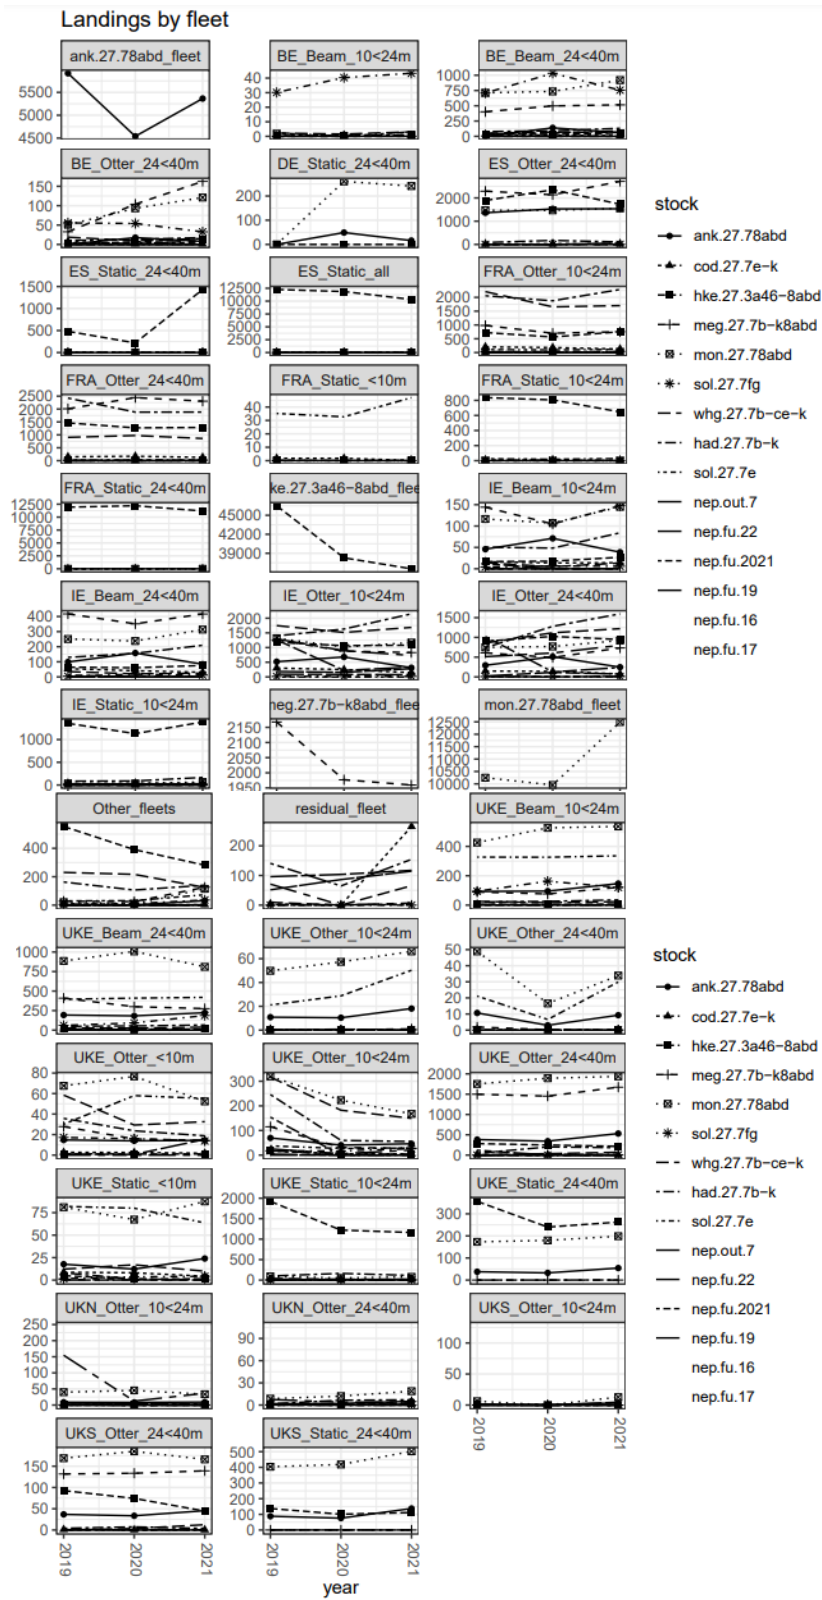 Landings by fleet
ank.27.78abd_fleet
5500
5000
4500
BE_Beam_10<24m
40
30
20
10
0
BE_Beam_24<40m
1000
750
500
250
0
BE_Otter_24<40m
150
100
50
0
DE_Static_24<40m
200
100
0
ES_Otter_24<40m
2000
1000
0
ES_Static_24<40m
1500
1000
500
0
ES_Static_all
12500
10000
7500
5000
2500
0
FRA_Otter_10<24m
2000
1500
1000
500
0
FRA_Otter_24<40m
2500
2000
1500
1000
500
0
FRA_Static_<10m
40
30
20
10
0
FRA_Static_10<24m
800
600
400
200
0
FRA_Static_24<40m
12500
10000
7500
5000
2500
0
ke.27.3a46−8abd_flee
45000
42000
39000
IE_Beam_10<24m
150
100
50
0
IE_Beam_24<40m
400
300
200
100
0
IE_Otter_10<24m
2000
1500
1000
500
0
IE_Otter_24<40m
1500
1000
500
0
IE_Static_10<24m
1000
500
0
neg.27.7b−k8abd_flee
2150
2100
2050
2000
1950
mon.27.78abd_fleet
12500
12000
11500
11000
10500
10000
stock
ank.27.78abd
cod.27.7e−k
hke.27.3a46−8abd
meg.27.7b−k8abd
mon.27.78abd
sol.27.7fg
whg.27.7b−ce−k
had.27.7b−k
sol.27.7e
nep.out.7
nep.fu.22
nep.fu.2021
nep.fu.19
nep.fu.16
nep.fu.17
Other_fleets
400
200
0
residual_fleet
200
100
0
UKE_Beam_10<24m
400
200
0
UKE_Beam_24<40m
1000
750
500
250
0
UKE_Other_10<24m
60
40
20
0
UKE_Other_24<40m
50
40
30
20
10
0
UKE_Otter_<10m
80
60
40
20
0
UKE_Otter_10<24m
300
200
100
0
UKE_Otter_24<40m
2000
1500
1000
500
0
UKE_Static_<10m
75
50
25
0
UKE_Static_10<24m
2000
1500
1000
500
0
UKE_Static_24<40m
300
200
100
0
UKN_Otter_10<24m
250
200
150
100
50
0
UKN_Otter_24<40m
90
60
30
0
UKS_Otter_10<24m
100
50
0
2019
2020
2021
UKS_Otter_24<40m
150
100
50
0
2019
2020
2021
UKS_Static_24<40m
500
400
300
200
100
0
2019
2020
2021
year
stock
ank.27.78abd
cod.27.7e−k
hke.27.3a46−8abd
meg.27.7b−k8abd
mon.27.78abd
sol.27.7fg
whg.27.7b−ce−k
had.27.7b−k
sol.27.7e
nep.out.7
nep.fu.22
nep.fu.2021
nep.fu.19
nep.fu.16
nep.fu.17